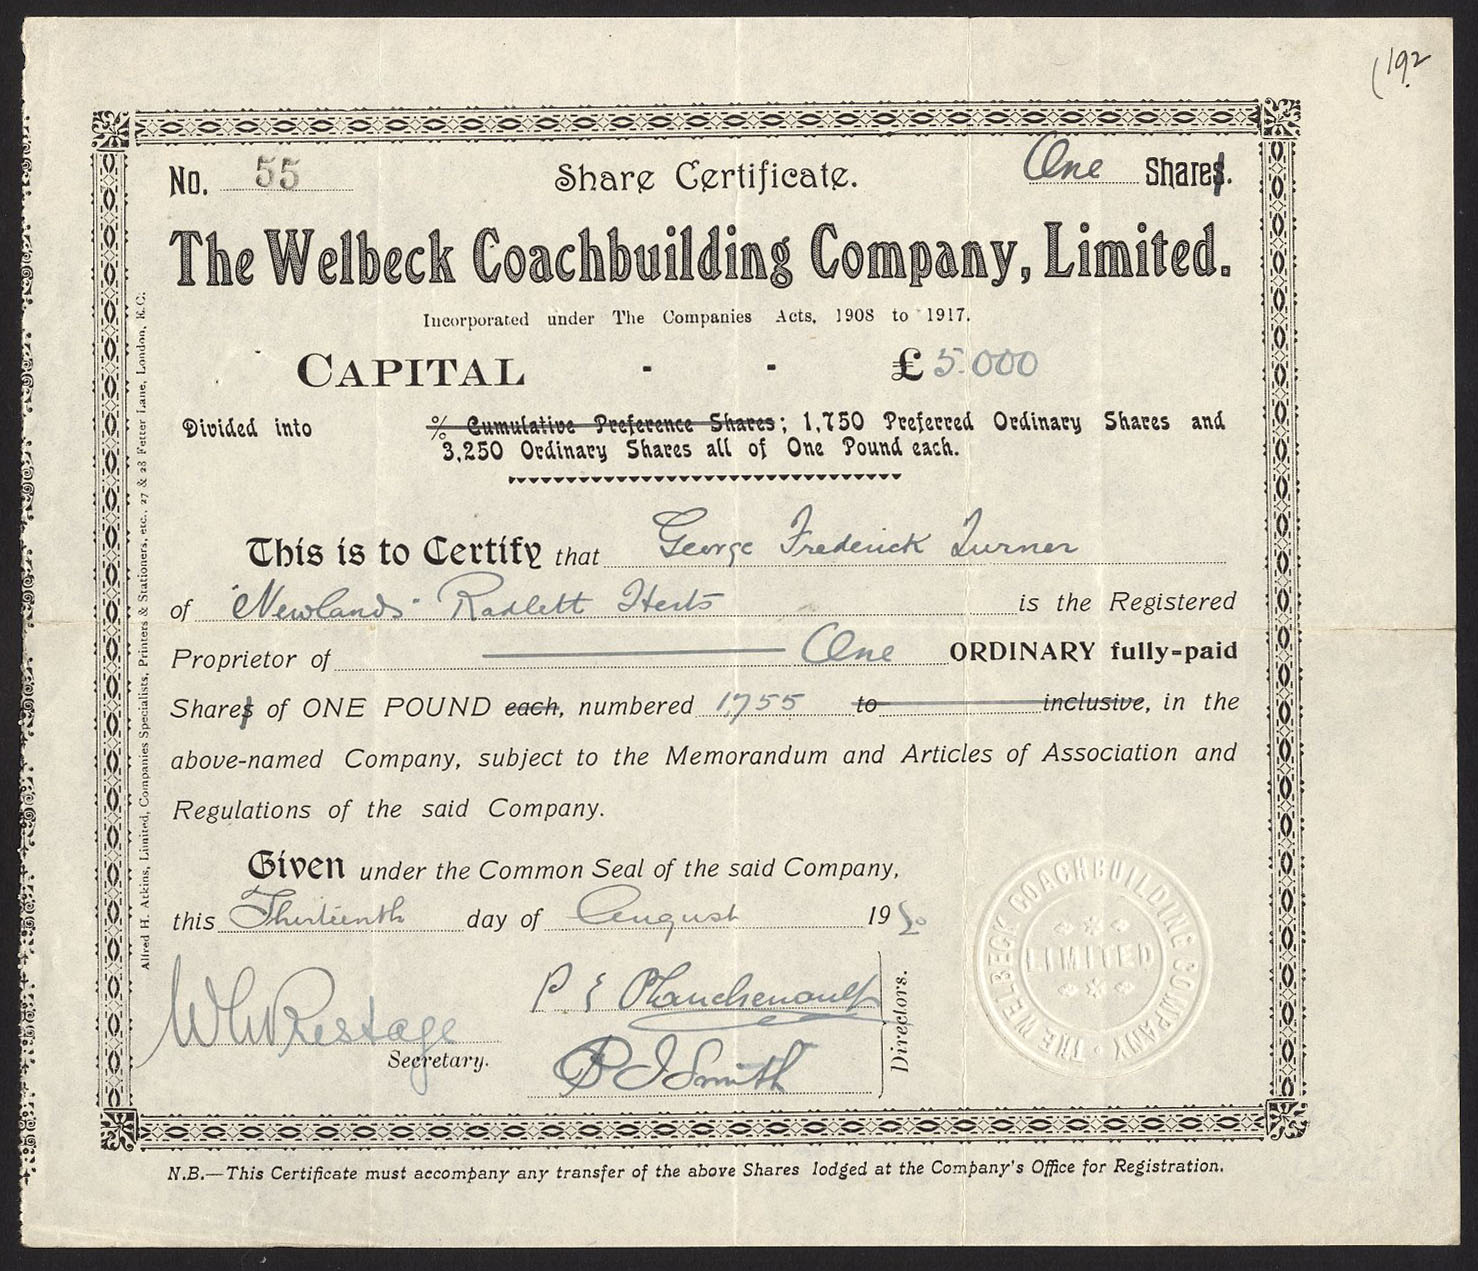 (192
No. 55 Share Certificate. One Shares.
The Welbeck Coachbuilding Company, Limited.
Incorporated under The Companies Acts, 1908 to 1917.
CAPITAL - - £ 5.000
Divided into % Cumulative Preference Shares; 1,750 Preferred Ordinary Shares and
3,250 Ordinary Shares all of One Pound each.
This is to Certify that George Frederick Turner
of "Newlands" Radlett Herts is the Registered
Proprietor of One ORDINARY fully-paid
Shares of ONE POUND each, numbered 1,755 to inclusive, in the
above-named Company, subject to the Memorandum and Articles of Association and
Regulations of the said Company.
Given under the Common Seal of the said Company,
this Thirteenth day of August 1920
W G W Prestage
Secretary.
P E Planchenault
P J Smith
Directors.
THE WELBECK COACHBUILDING COMPANY
LIMITED
N.B.—This Certificate must accompany any transfer of the above Shares lodged at the Company's Office for Registration.
Alfred H. Atkins, Limited, Companies Specialists, Printers & Stationers, etc., 27 & 28 Fetter Lane, London, E.C.